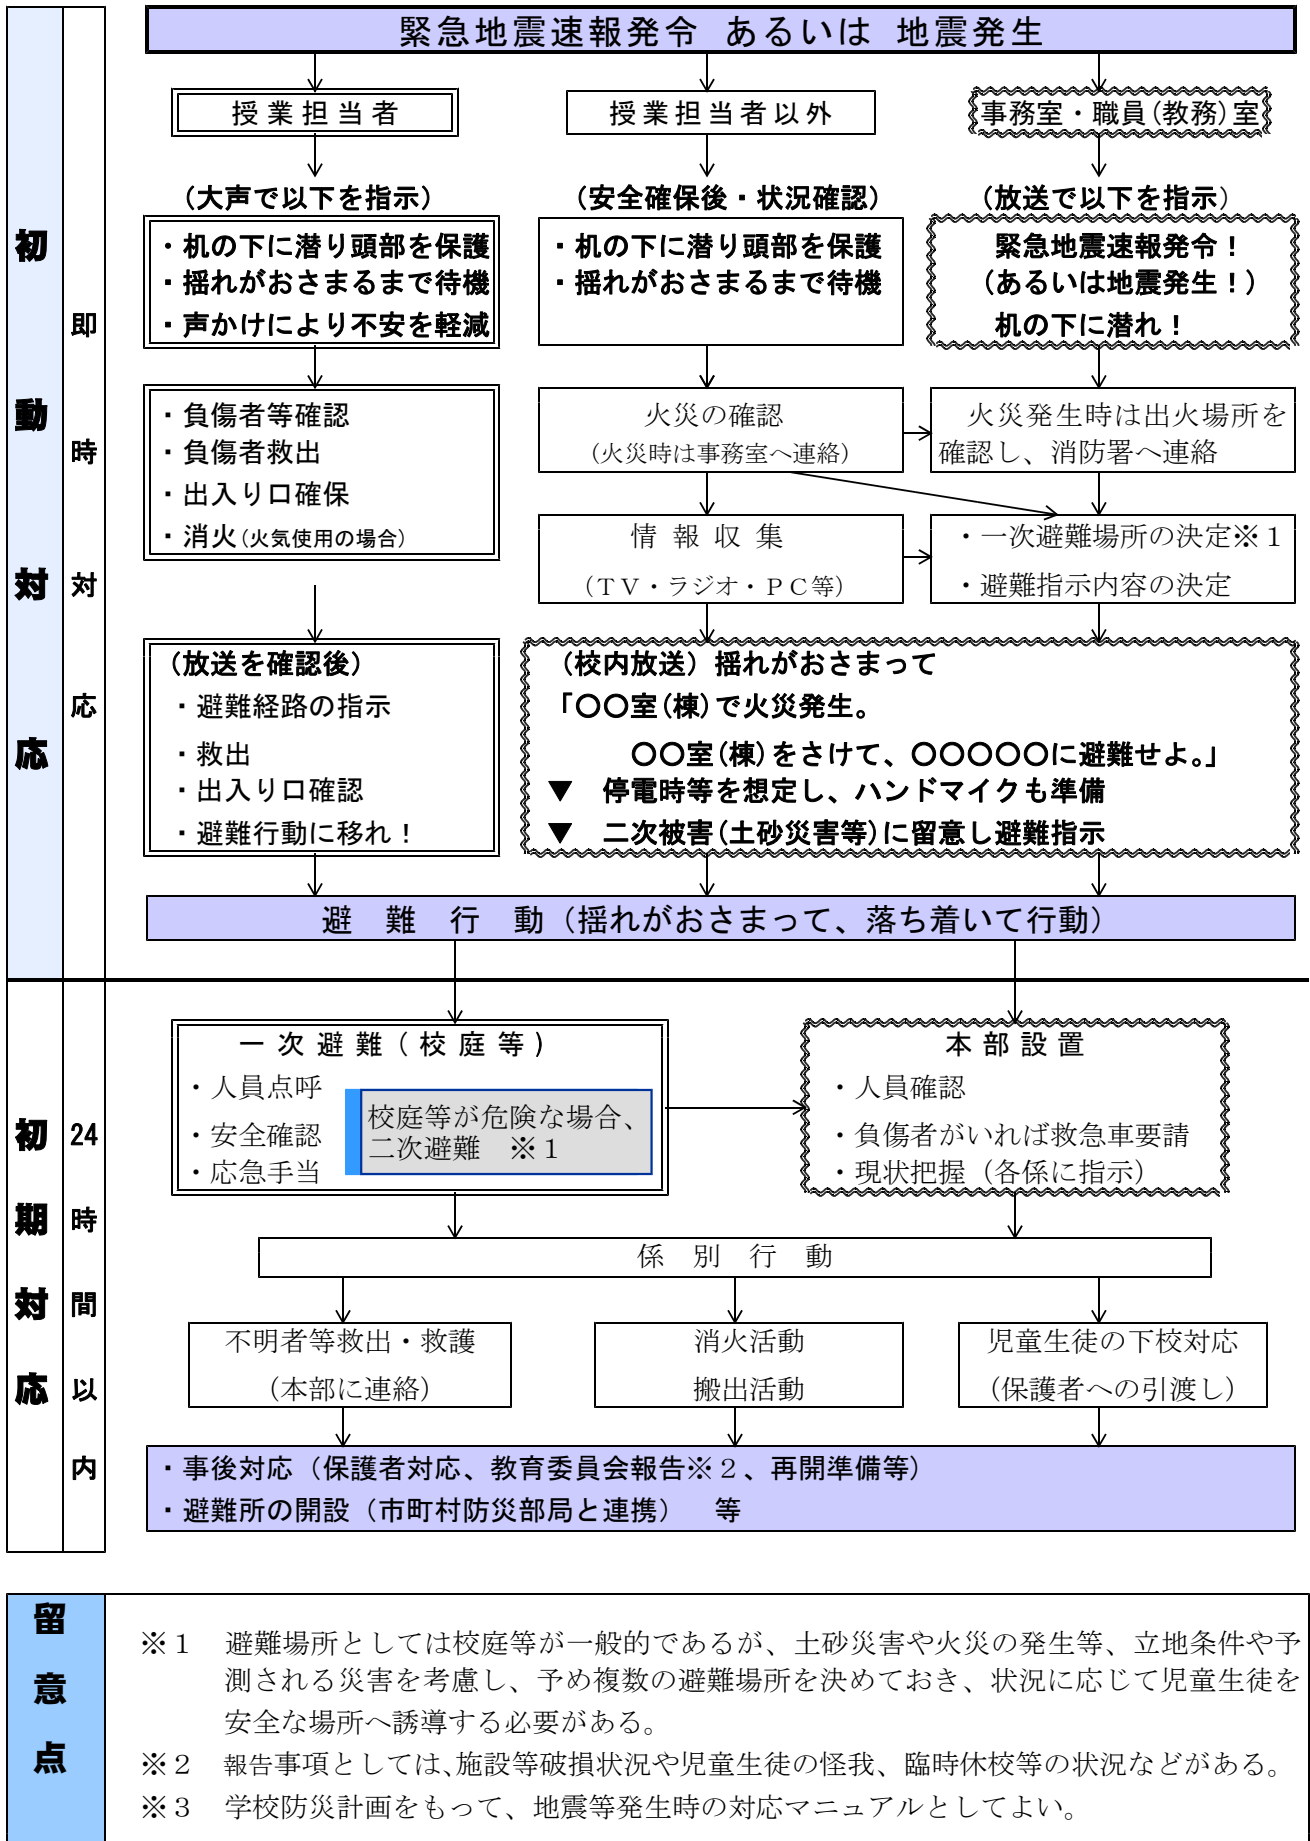 緊急地震速報発令 あるいは 地震発生
授業担当者
授業担当者以外
事務室・職員(教務)室
(大声で以下を指示)
・机の下に潜り頭部を保護
・揺れがおさまるまで待機
・声かけにより不安を軽減
(安全確保後・状況確認)
・机の下に潜り頭部を保護
・揺れがおさまるまで待機
(放送で以下を指示)
緊急地震速報発令!
(あるいは地震発生!)
机の下に潜れ!
・負傷者等確認
・負傷者救出
・出入り口確保
・消火(火気使用の場合)
火災の確認
(火災時は事務室へ連絡)
火災発生時は出火場所を
確認し、消防署へ連絡
情報収集
(TV・ラジオ・PC等)
・一次避難場所の決定※1
・避難指示内容の決定
(放送を確認後)
・避難経路の指示
・救出
・出入り口確認
・避難行動に移れ!
(校内放送)揺れがおさまって
「〇〇室(棟)で火災発生。
〇〇室(棟)をさけて、〇〇〇〇〇に避難せよ。」
▼ 停電時等を想定し、ハンドマイクも準備
▼ 二次被害(土砂災害等)に留意し避難指示
避難行動(揺れがおさまって、落ち着いて行動)
初動対応
即時対応
一次避難(校庭等)
・人員点呼
・安全確認
・応急手当
校庭等が危険な場合、
二次避難 ※1
本部設置
・人員確認
・負傷者がいれば救急車要請
・現状把握(各係に指示)
係別行動
不明者等救出・救護
(本部に連絡)
消火活動
搬出活動
児童生徒の下校対応
(保護者への引渡し)
・事後対応(保護者対応、教育委員会報告※2、再開準備等)
・避難所の開設(市町村防災部局と連携) 等
初期対応
24時間以内
留意点
※1 避難場所としては校庭等が一般的であるが、土砂災害や火災の発生等、立地条件や予
測される災害を考慮し、予め複数の避難場所を決めておき、状況に応じて児童生徒を
安全な場所へ誘導する必要がある。
※2 報告事項としては、施設等破損状況や児童生徒の怪我、臨時休校等の状況などがある。
※3 学校防災計画をもって、地震等発生時の対応マニュアルとしてよい。